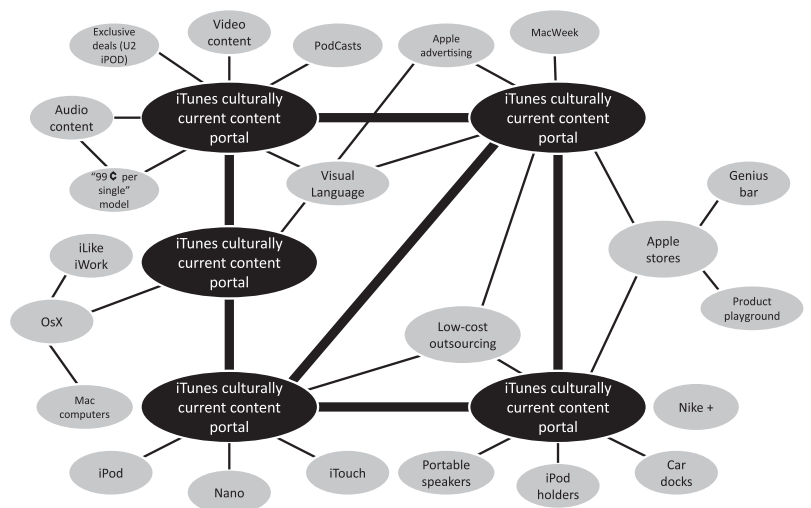 Exclusive
deals (U2
iPOD)
Video
content
PodCasts
Apple
advertising
MacWeek
Audio
content
iTunes culturally
current content
portal
iTunes culturally
current content
portal
"99 ¢ per
single"
model
Visual
Language
Genius
bar
iLike
iWork
iTunes culturally
current content
portal
Apple
stores
OsX
Low-cost
outsourcing
Product
playground
Mac
computers
iTunes culturally
current content
portal
iTunes culturally
current content
portal
Nike +
iPod
Nano
iTouch
Portable
speakers
iPod
holders
Car
docks